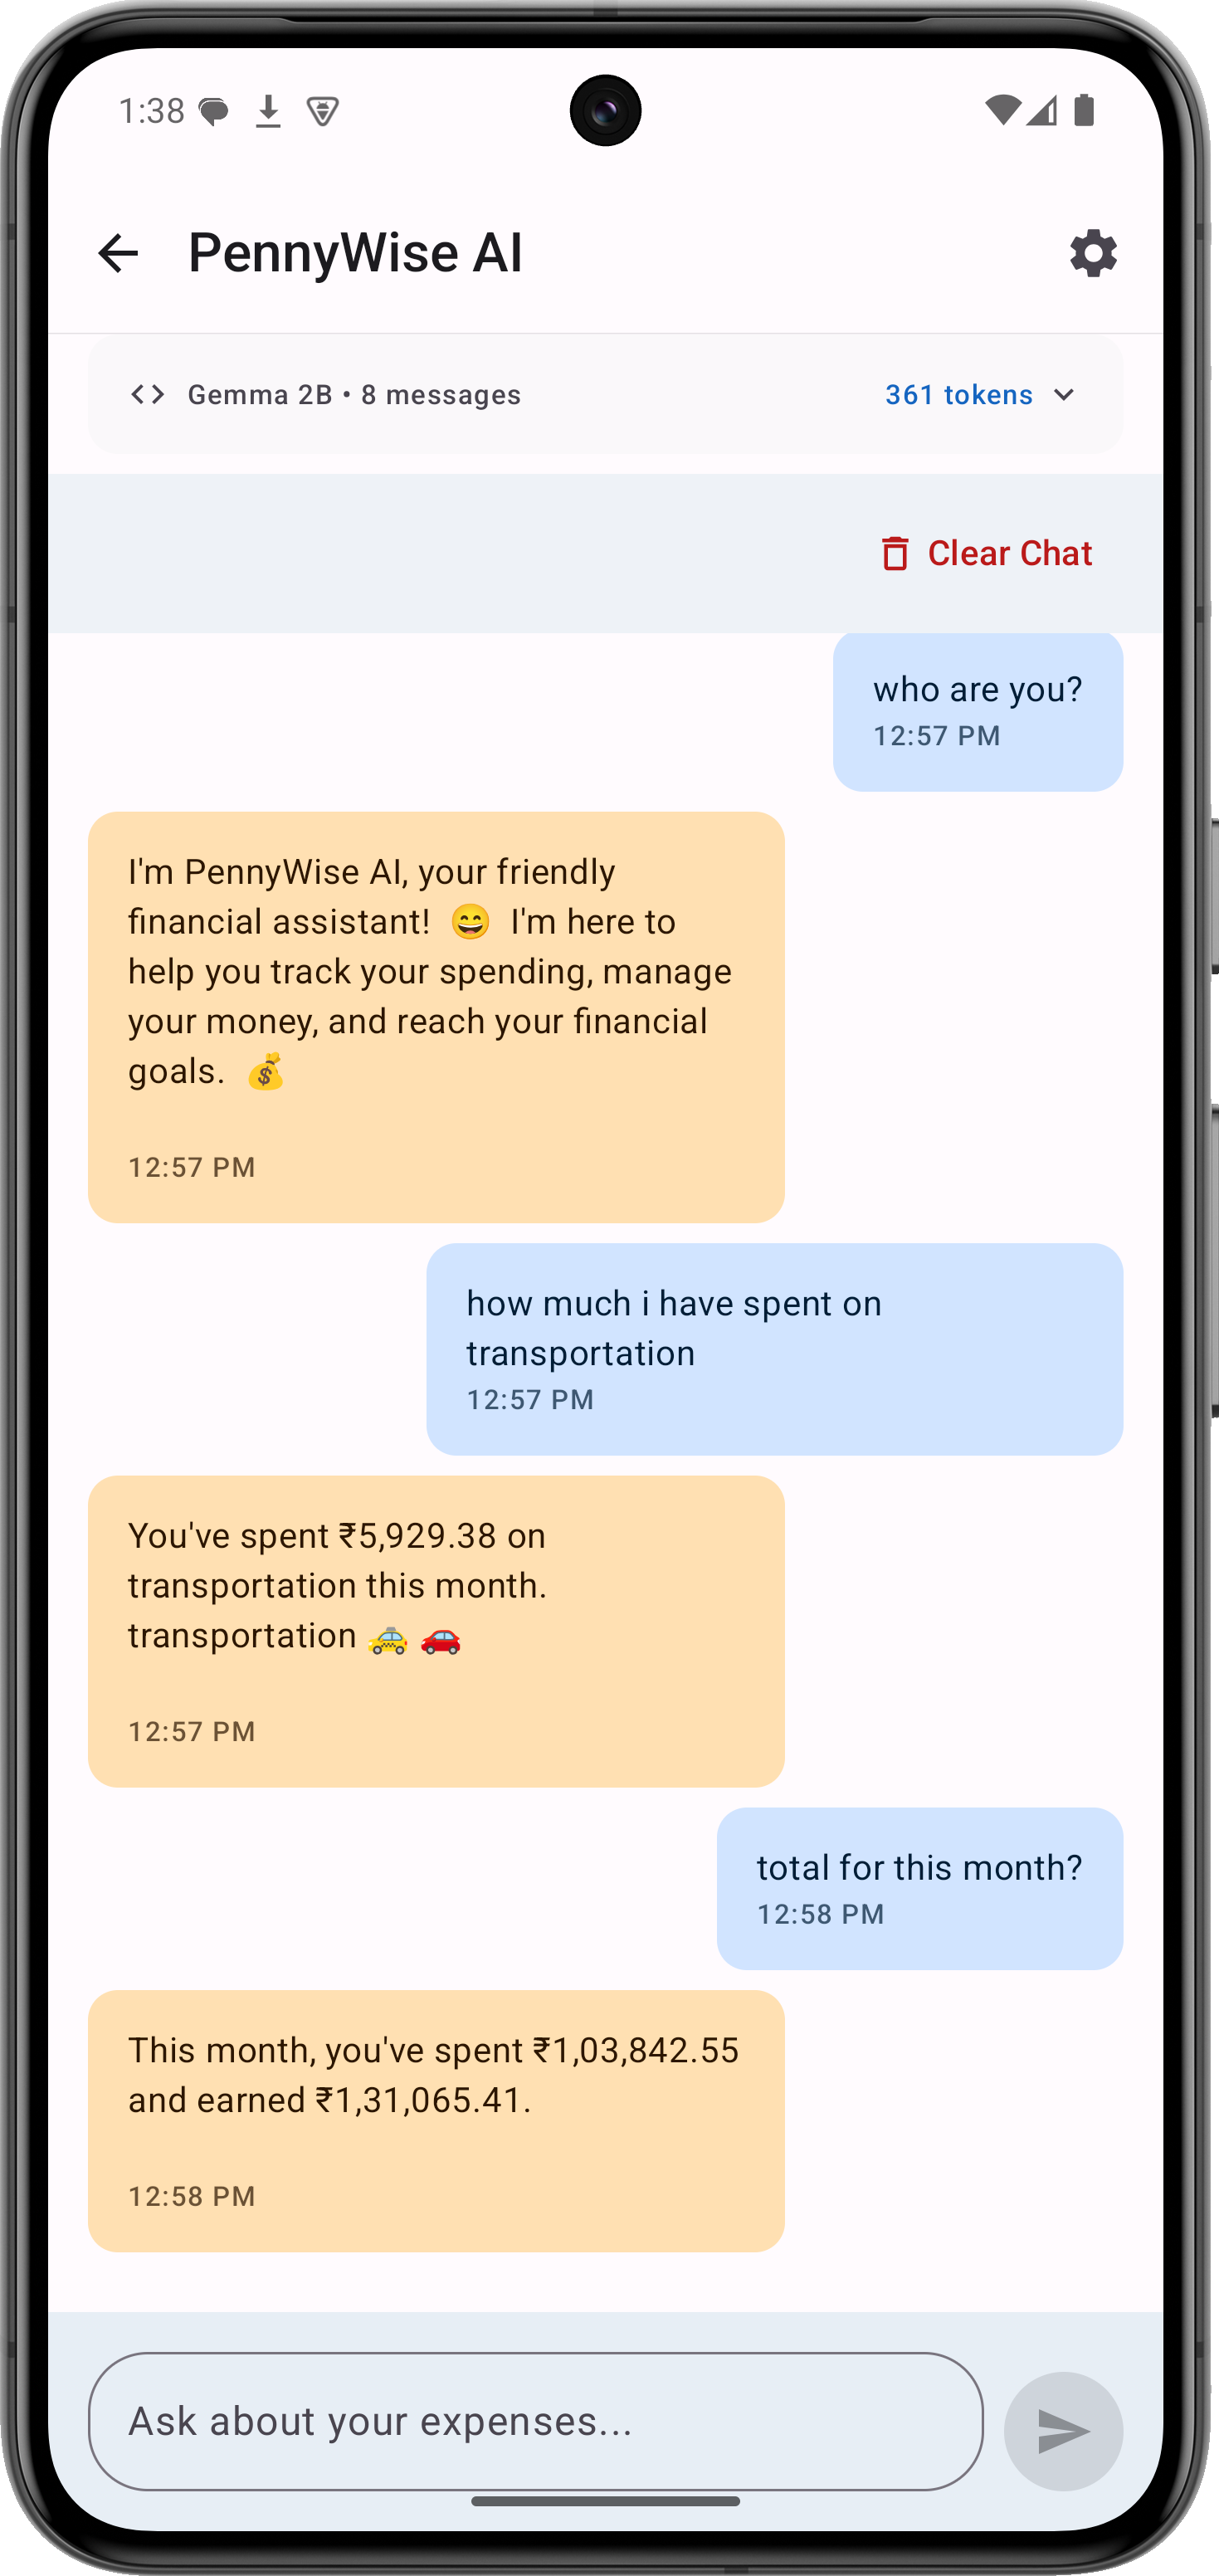 1:38
PennyWise AI
Gemma 2B • 8 messages
361 tokens
Clear Chat
who are you?
12:57 PM
I'm PennyWise AI, your friendly
financial assistant! 😄 I'm here to
help you track your spending, manage
your money, and reach your financial
goals. 💰
12:57 PM
how much i have spent on
transportation
12:57 PM
You've spent ₹5,929.38 on
transportation this month.
transportation 🚕 🚗
12:57 PM
total for this month?
12:58 PM
This month, you've spent ₹1,03,842.55
and earned ₹1,31,065.41.
12:58 PM
Ask about your expenses...